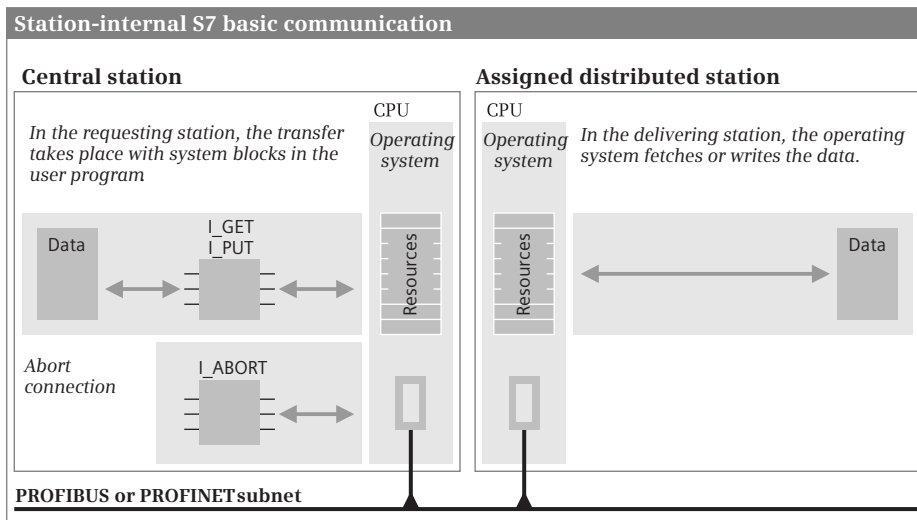 Station-internal S7 basic communication
Central station
In the requesting station, the transfer
takes place with system blocks in the
user program
CPU
Operating
system
Data
I_GET
I_PUT
Resources
Abort
connection
I_ABORT
Assigned distributed station
CPU
Operating
system
In the delivering station, the operating
system fetches or writes the data.
Resources
Data
PROFIBUS or PROFINET subnet